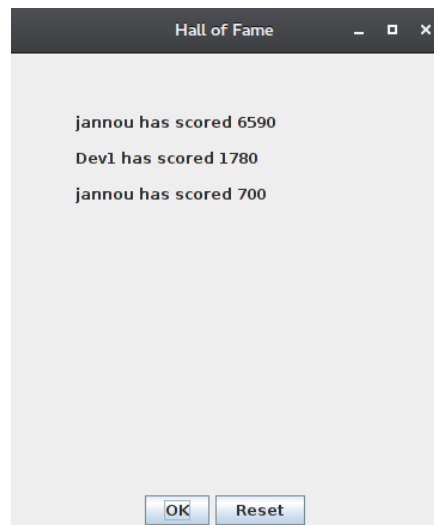 Hall of Fame
jannou has scored 6590
Dev1 has scored 1780
jannou has scored 700
OK Reset